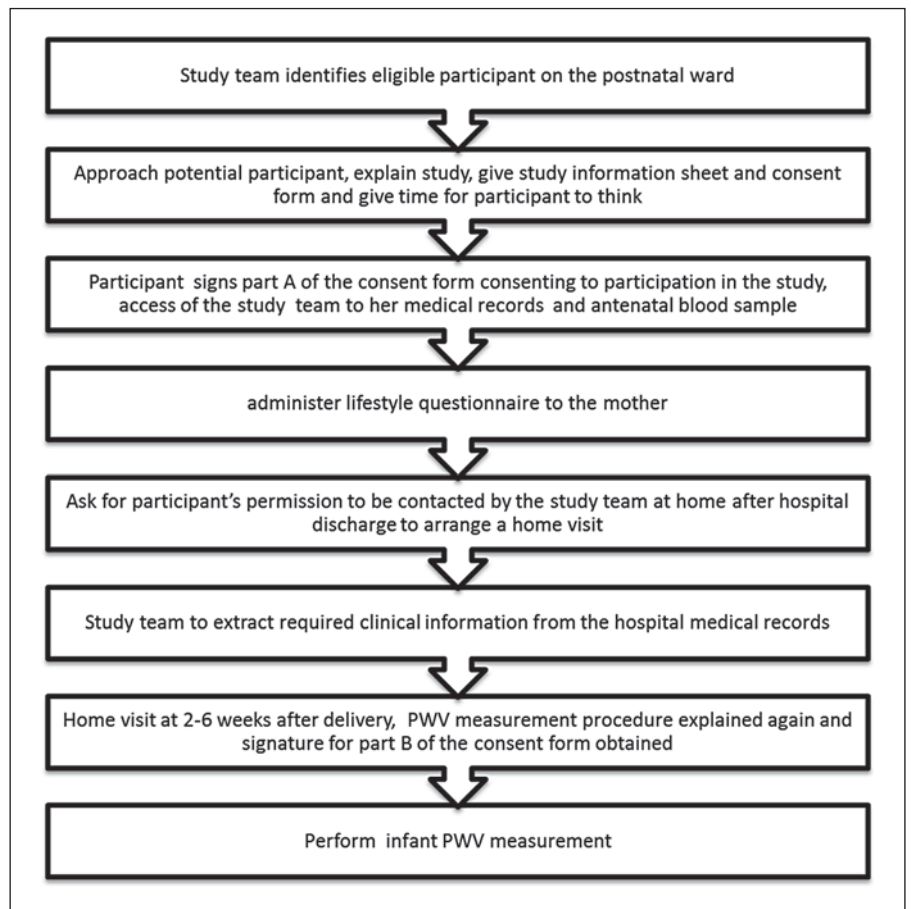 Study team identifies eligible participant on the postnatal ward
Approach potential participant, explain study, give study information sheet and consent
form and give time for participant to think
Participant signs part A of the consent form consenting to participation in the study,
access of the study team to her medical records and antenatal blood sample
administer lifestyle questionnaire to the mother
Ask for participant's permission to be contacted by the study team at home after hospital
discharge to arrange a home visit
Study team to extract required clinical information from the hospital medical records
Home visit at 2-6 weeks after delivery, PWV measurement procedure explained again and
signature for part B of the consent form obtained
Perform infant PWV measurement